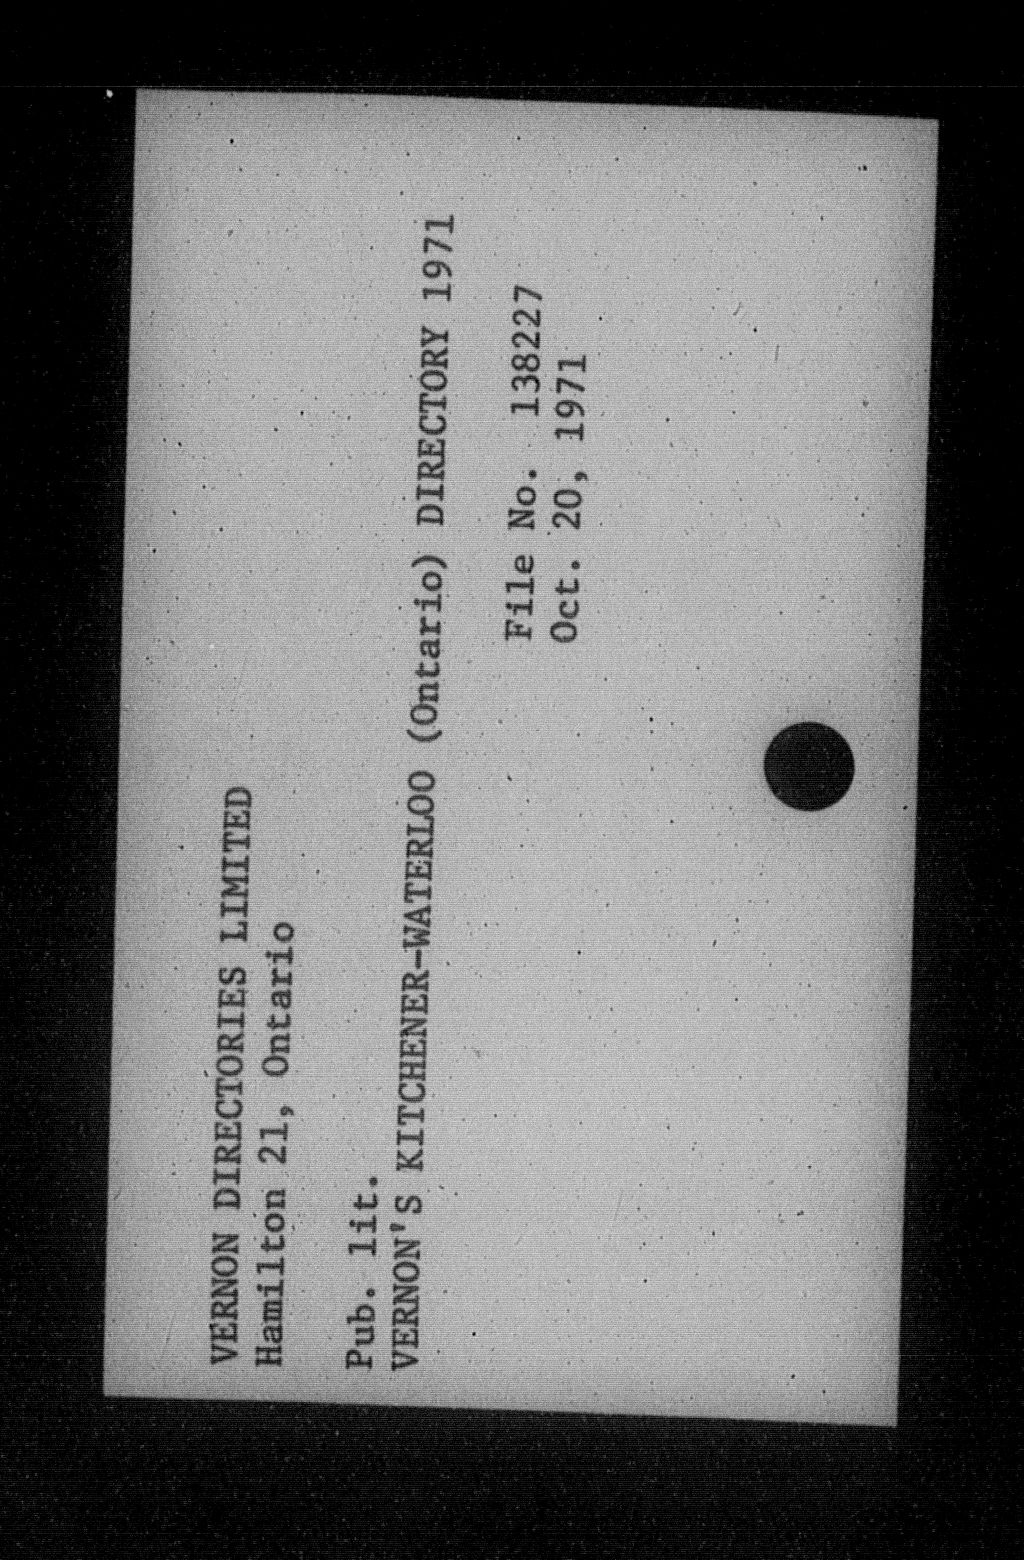 VERNON DIRECTORIES LIMITED
Hamilton 21, Ontario
Pub. lit.
VERNON'S KITCHENER-WATERLOO (Ontario) DIRECTORY 1971
File No. 138227
Oct. 20, 1971